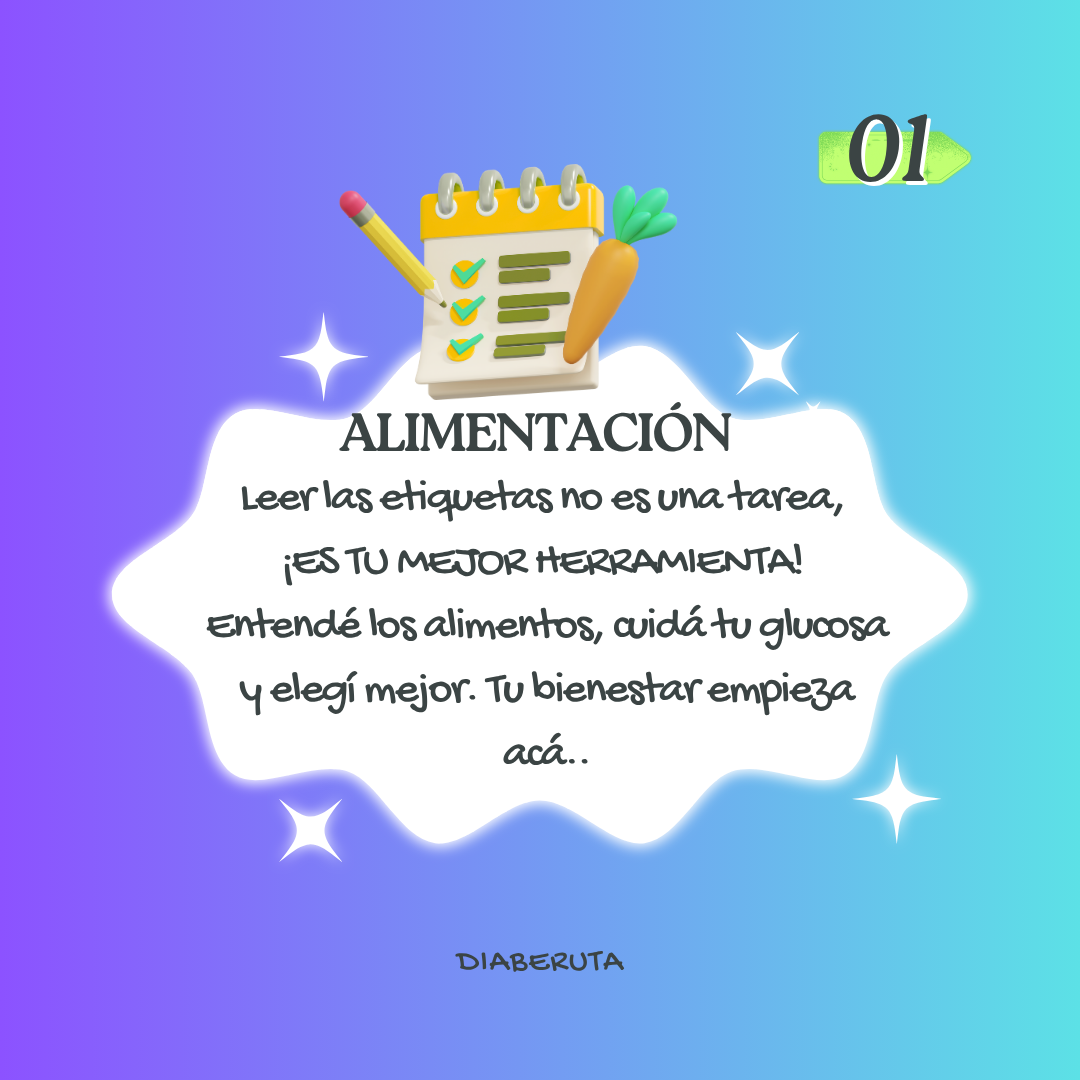 01
ALIMENTACIÓN
Leer las etiquetas no es una tarea,
¡ES TU MEJOR HERRAMIENTA!
Entendé los alimentos, cuidá tu glucosa
y elegí mejor. Tu bienestar empieza
acá..
DIABERUTA